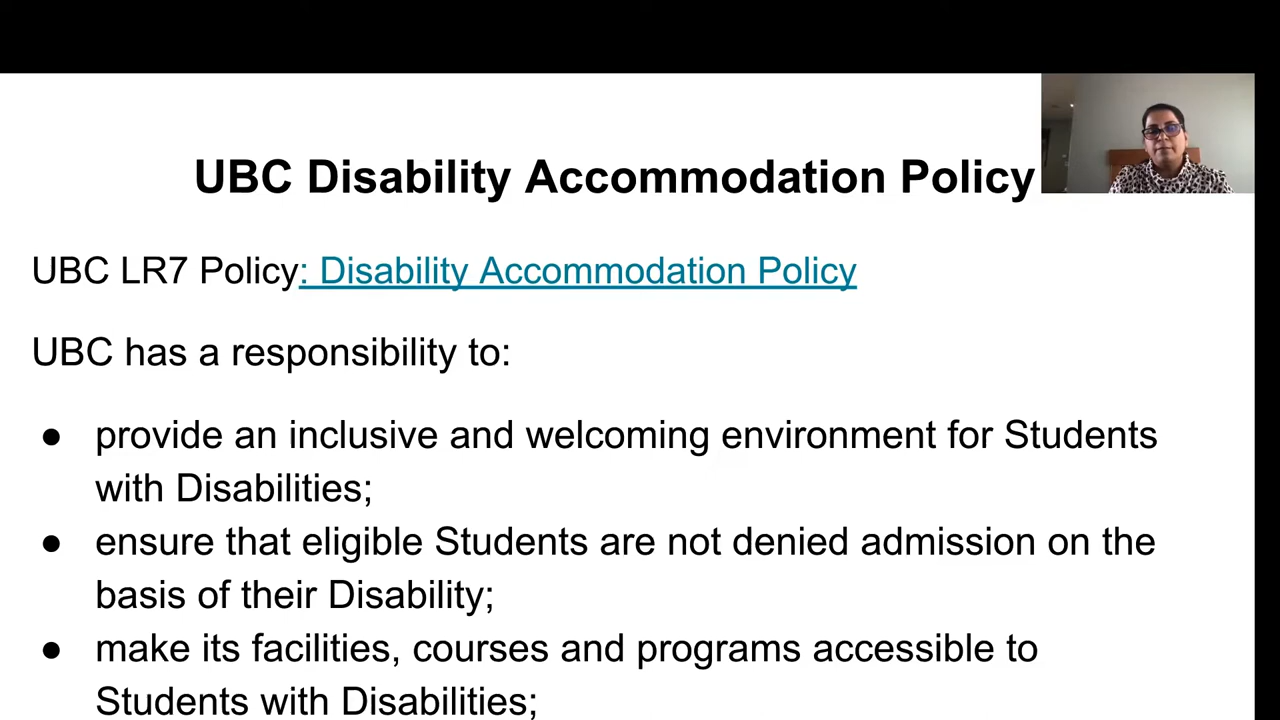 UBC Disability Accommodation Policy
UBC LR7 Policy: Disability Accommodation Policy
UBC has a responsibility to:
● provide an inclusive and welcoming environment for Students
with Disabilities;
● ensure that eligible Students are not denied admission on the
basis of their Disability;
● make its facilities, courses and programs accessible to
Students with Disabilities;